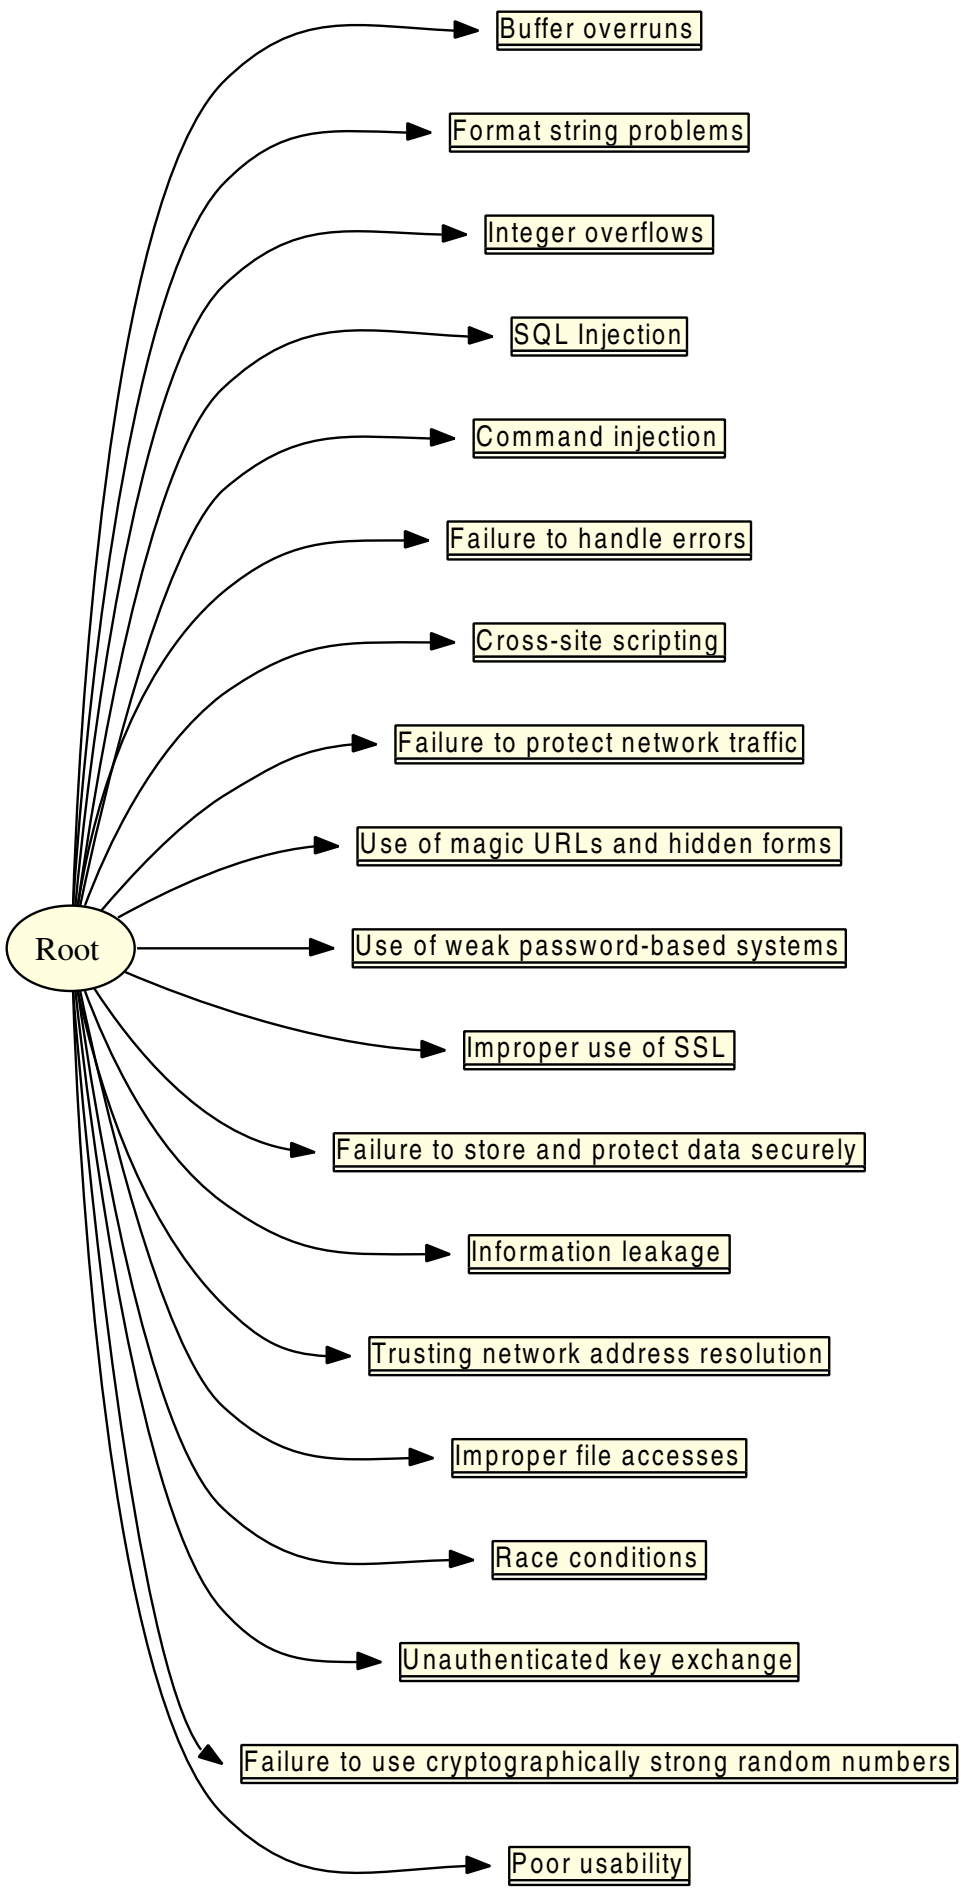 Buffer overruns
Format string problems
Integer overflows
SQL Injection
Command injection
Failure to handle errors
Cross-site scripting
Failure to protect network traffic
Use of magic URLs and hidden forms
Root
Use of weak password-based systems
Improper use of SSL
Failure to store and protect data securely
Information leakage
Trusting network address resolution
Improper file accesses
Race conditions
Unauthenticated key exchange
Failure to use cryptographically strong random numbers
Poor usability